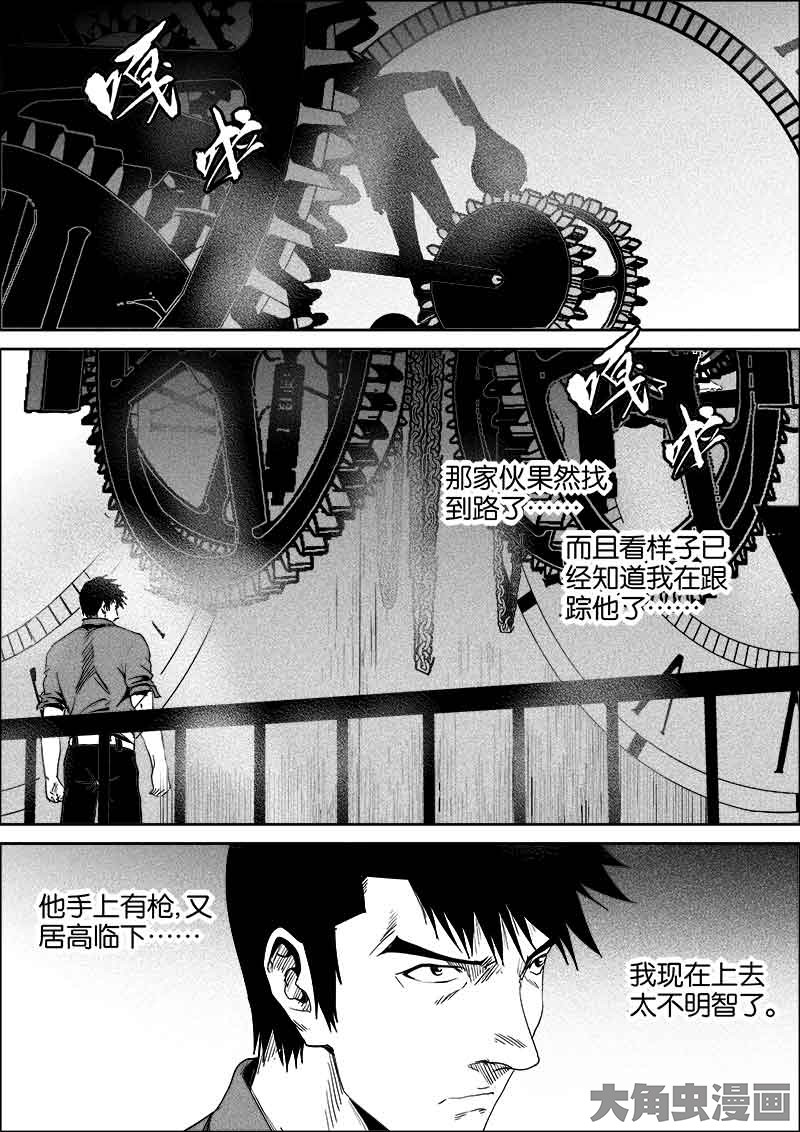 嘎
啦
嘎
啦
那家伙果然找
到路了……
而且看样子已
经知道我在跟
踪他了……
他手上有枪,又
居高临下……
我现在上去
太不明智了。
大角虫漫画